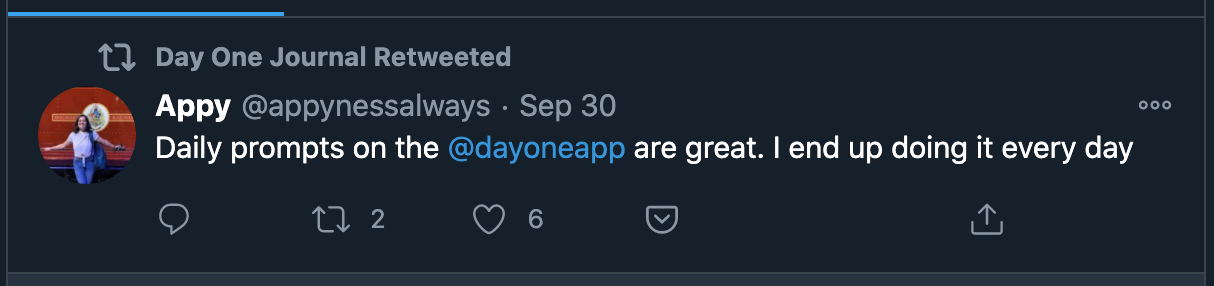 Day One Journal Retweeted
Appy @appynessalways · Sep 30
Daily prompts on the @dayoneapp are great. I end up doing it every day
2 6